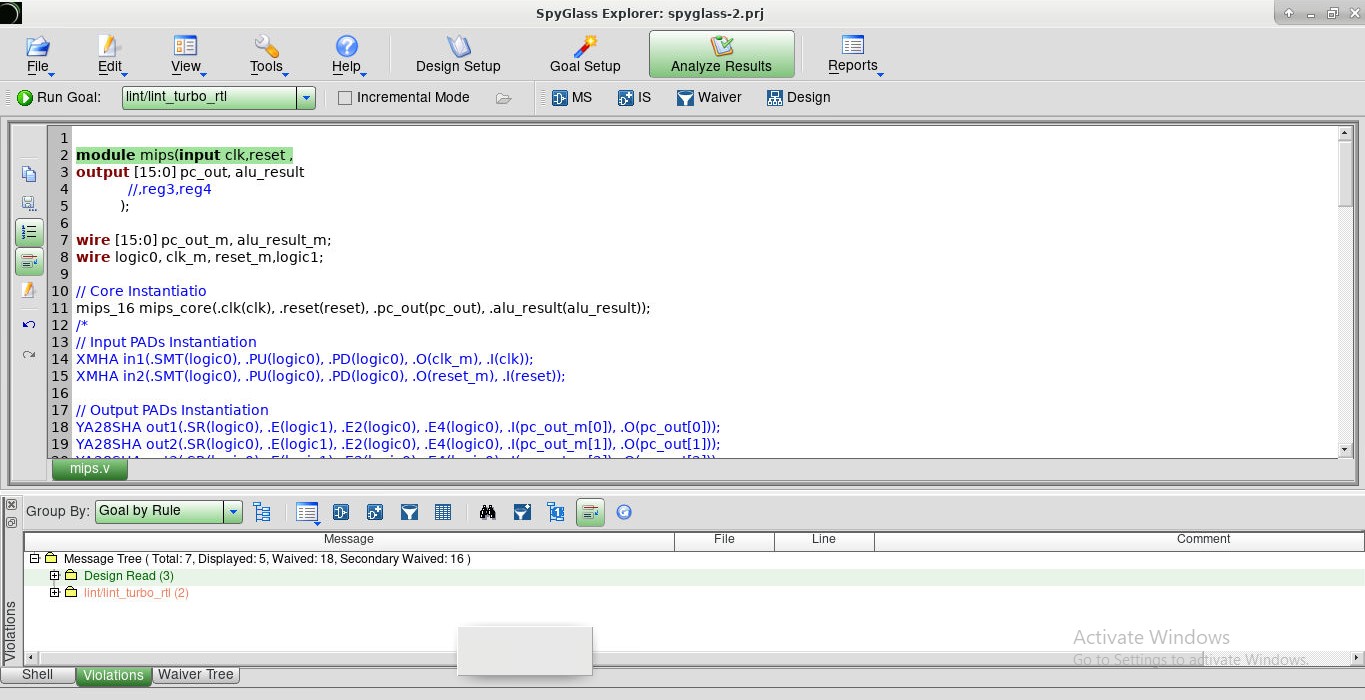 SpyGlass Explorer: spyglass-2.prj
File Edit View Tools Help Design Setup Goal Setup Analyze Results Reports
Run Goal: lint/lint_turbo_rtl Incremental Mode MS IS Waiver Design
1
2 module mips(input clk,reset ,
3 output [15:0] pc_out, alu_result
4 //,reg3,reg4
5 );
6
7 wire [15:0] pc_out_m, alu_result_m;
8 wire logic0, clk_m, reset_m,logic1;
9
10 // Core Instantiatio
11 mips_16 mips_core(.clk(clk), .reset(reset), .pc_out(pc_out), .alu_result(alu_result));
12 /*
13 // Input PADs Instantiation
14 XMHA in1(.SMT(logic0), .PU(logic0), .PD(logic0), .O(clk_m), .I(clk));
15 XMHA in2(.SMT(logic0), .PU(logic0), .PD(logic0), .O(reset_m), .I(reset));
16
17 // Output PADs Instantiation
18 YA28SHA out1(.SR(logic0), .E(logic1), .E2(logic0), .E4(logic0), .I(pc_out_m[0]), .O(pc_out[0]));
19 YA28SHA out2(.SR(logic0), .E(logic1), .E2(logic0), .E4(logic0), .I(pc_out_m[1]), .O(pc_out[1]));
mips.v
Group By: Goal by Rule
Message File Line Comment
Message Tree ( Total: 7, Displayed: 5, Waived: 18, Secondary Waived: 16 )
Design Read (3)
lint/lint_turbo_rtl (2)
Violations
Activate Windows
Go to Settings to activate Windows.
Shell Violations Waiver Tree